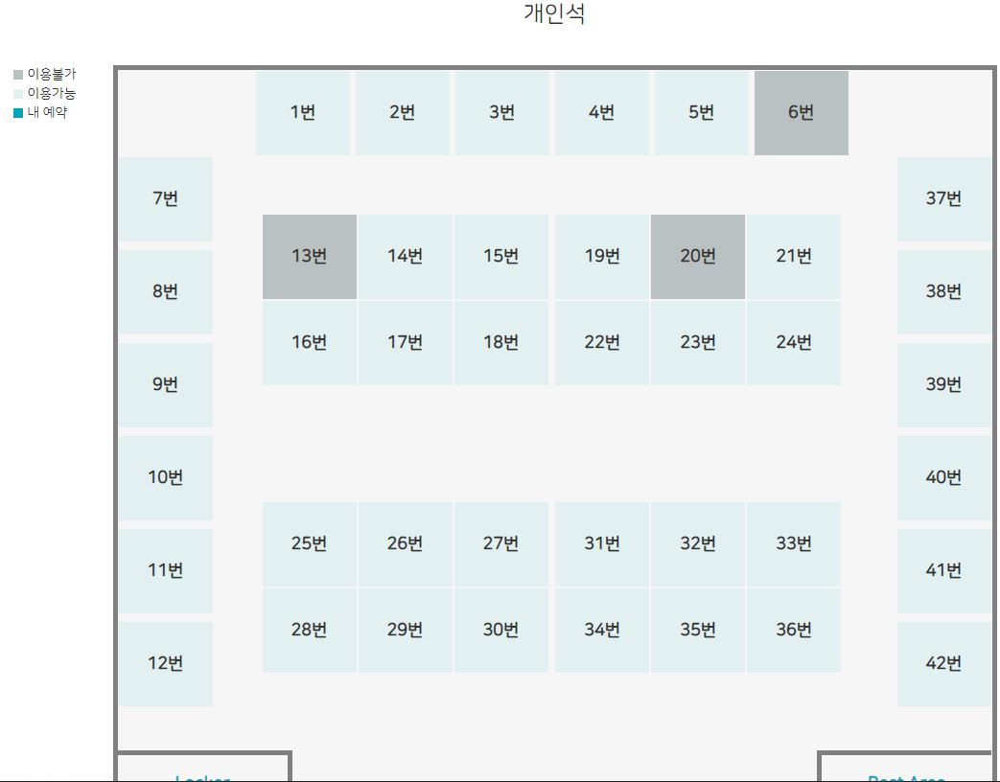 개인석
이용불가
이용가능
내 예약
1번 2번 3번 4번 5번 6번
7번 37번
13번 14번 15번 19번 20번 21번
8번 38번
16번 17번 18번 22번 23번 24번
9번 39번
10번 40번
25번 26번 27번 31번 32번 33번
11번 41번
28번 29번 30번 34번 35번 36번
12번 42번
Locker Rest Area